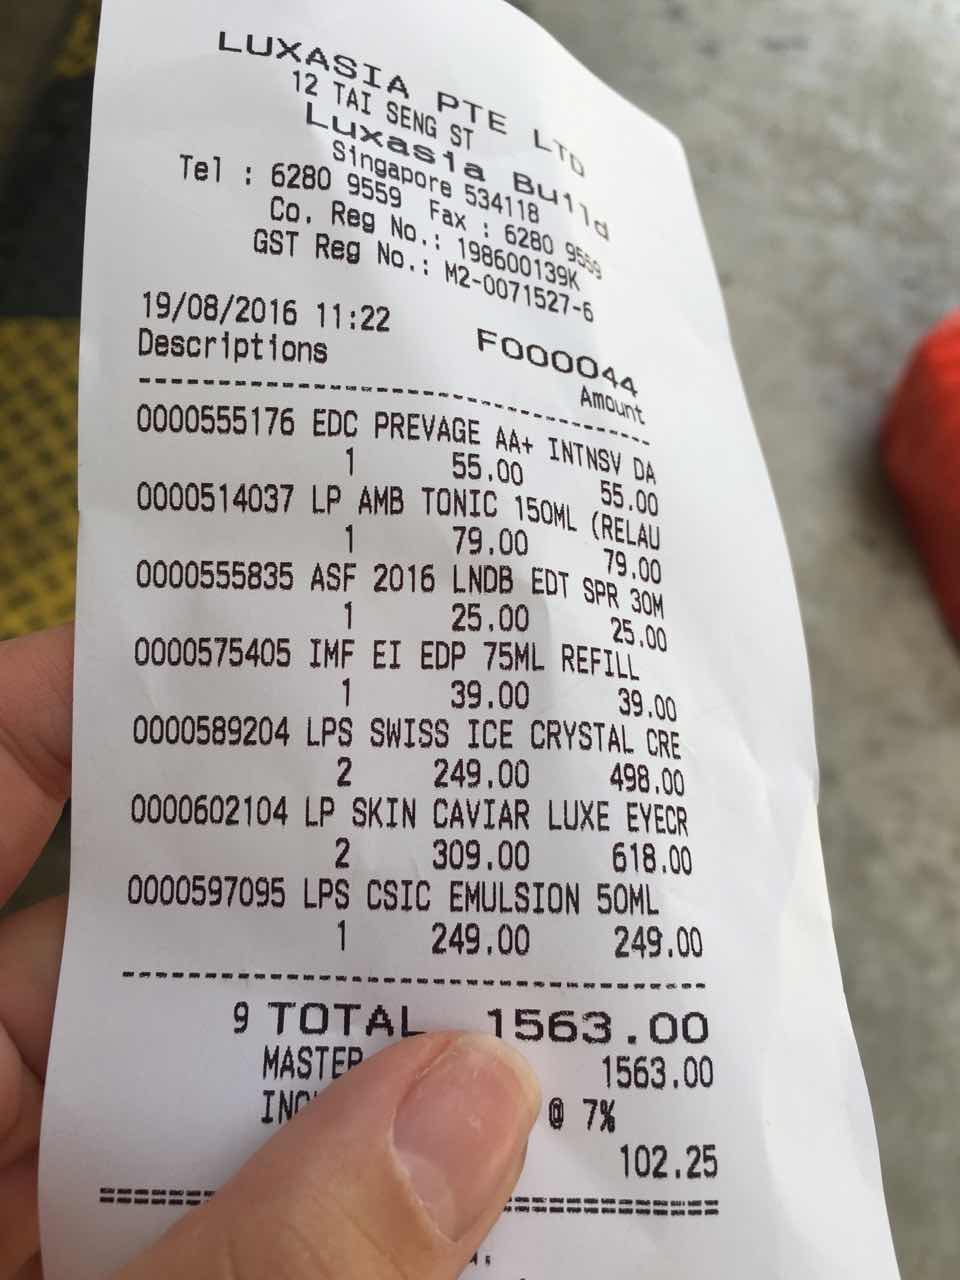 LUXASIA PTE LTD
12 TAI SENG ST
Luxasia Build
Singapore 534118
Tel : 6280 9559 Fax : 6280 9559
Co. Reg No.: 198600139K
GST Reg No.: M2-0071527-6
19/08/2016 11:22 F000044
Descriptions Amount
0000555176 EDC PREVAGE AA+ INTNSV DA
1 55.00 55.00
0000514037 LP AMB TONIC 150ML (RELAU
1 79.00 79.00
0000555835 ASF 2016 LNDB EDT SPR 30M
1 25.00 25.00
0000575405 IMF EI EDP 75ML REFILL
1 39.00 39.00
0000589204 LPS SWISS ICE CRYSTAL CRE
2 249.00 498.00
0000602104 LP SKIN CAVIAR LUXE EYECR
2 309.00 618.00
0000597095 LPS CSIC EMULSION 50ML
1 249.00 249.00
9 TOTAL 1563.00
MASTER 1563.00
@ 7%
102.25